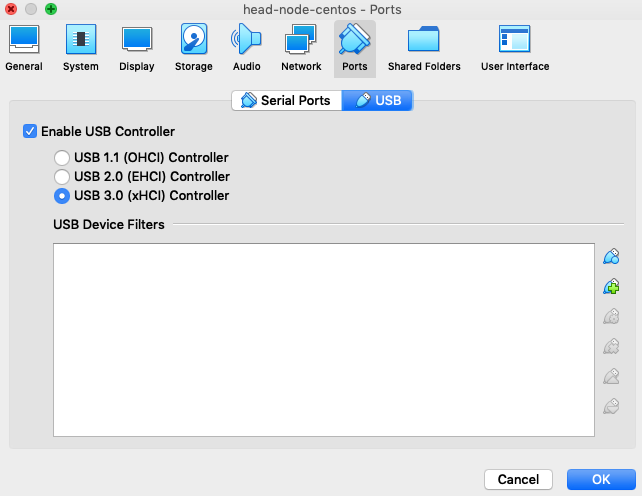 head-node-centos - Ports
General System Display Storage Audio Network Ports Shared Folders User Interface
Serial Ports USB
Enable USB Controller
USB 1.1 (OHCI) Controller
USB 2.0 (EHCI) Controller
USB 3.0 (xHCI) Controller
USB Device Filters
Cancel OK